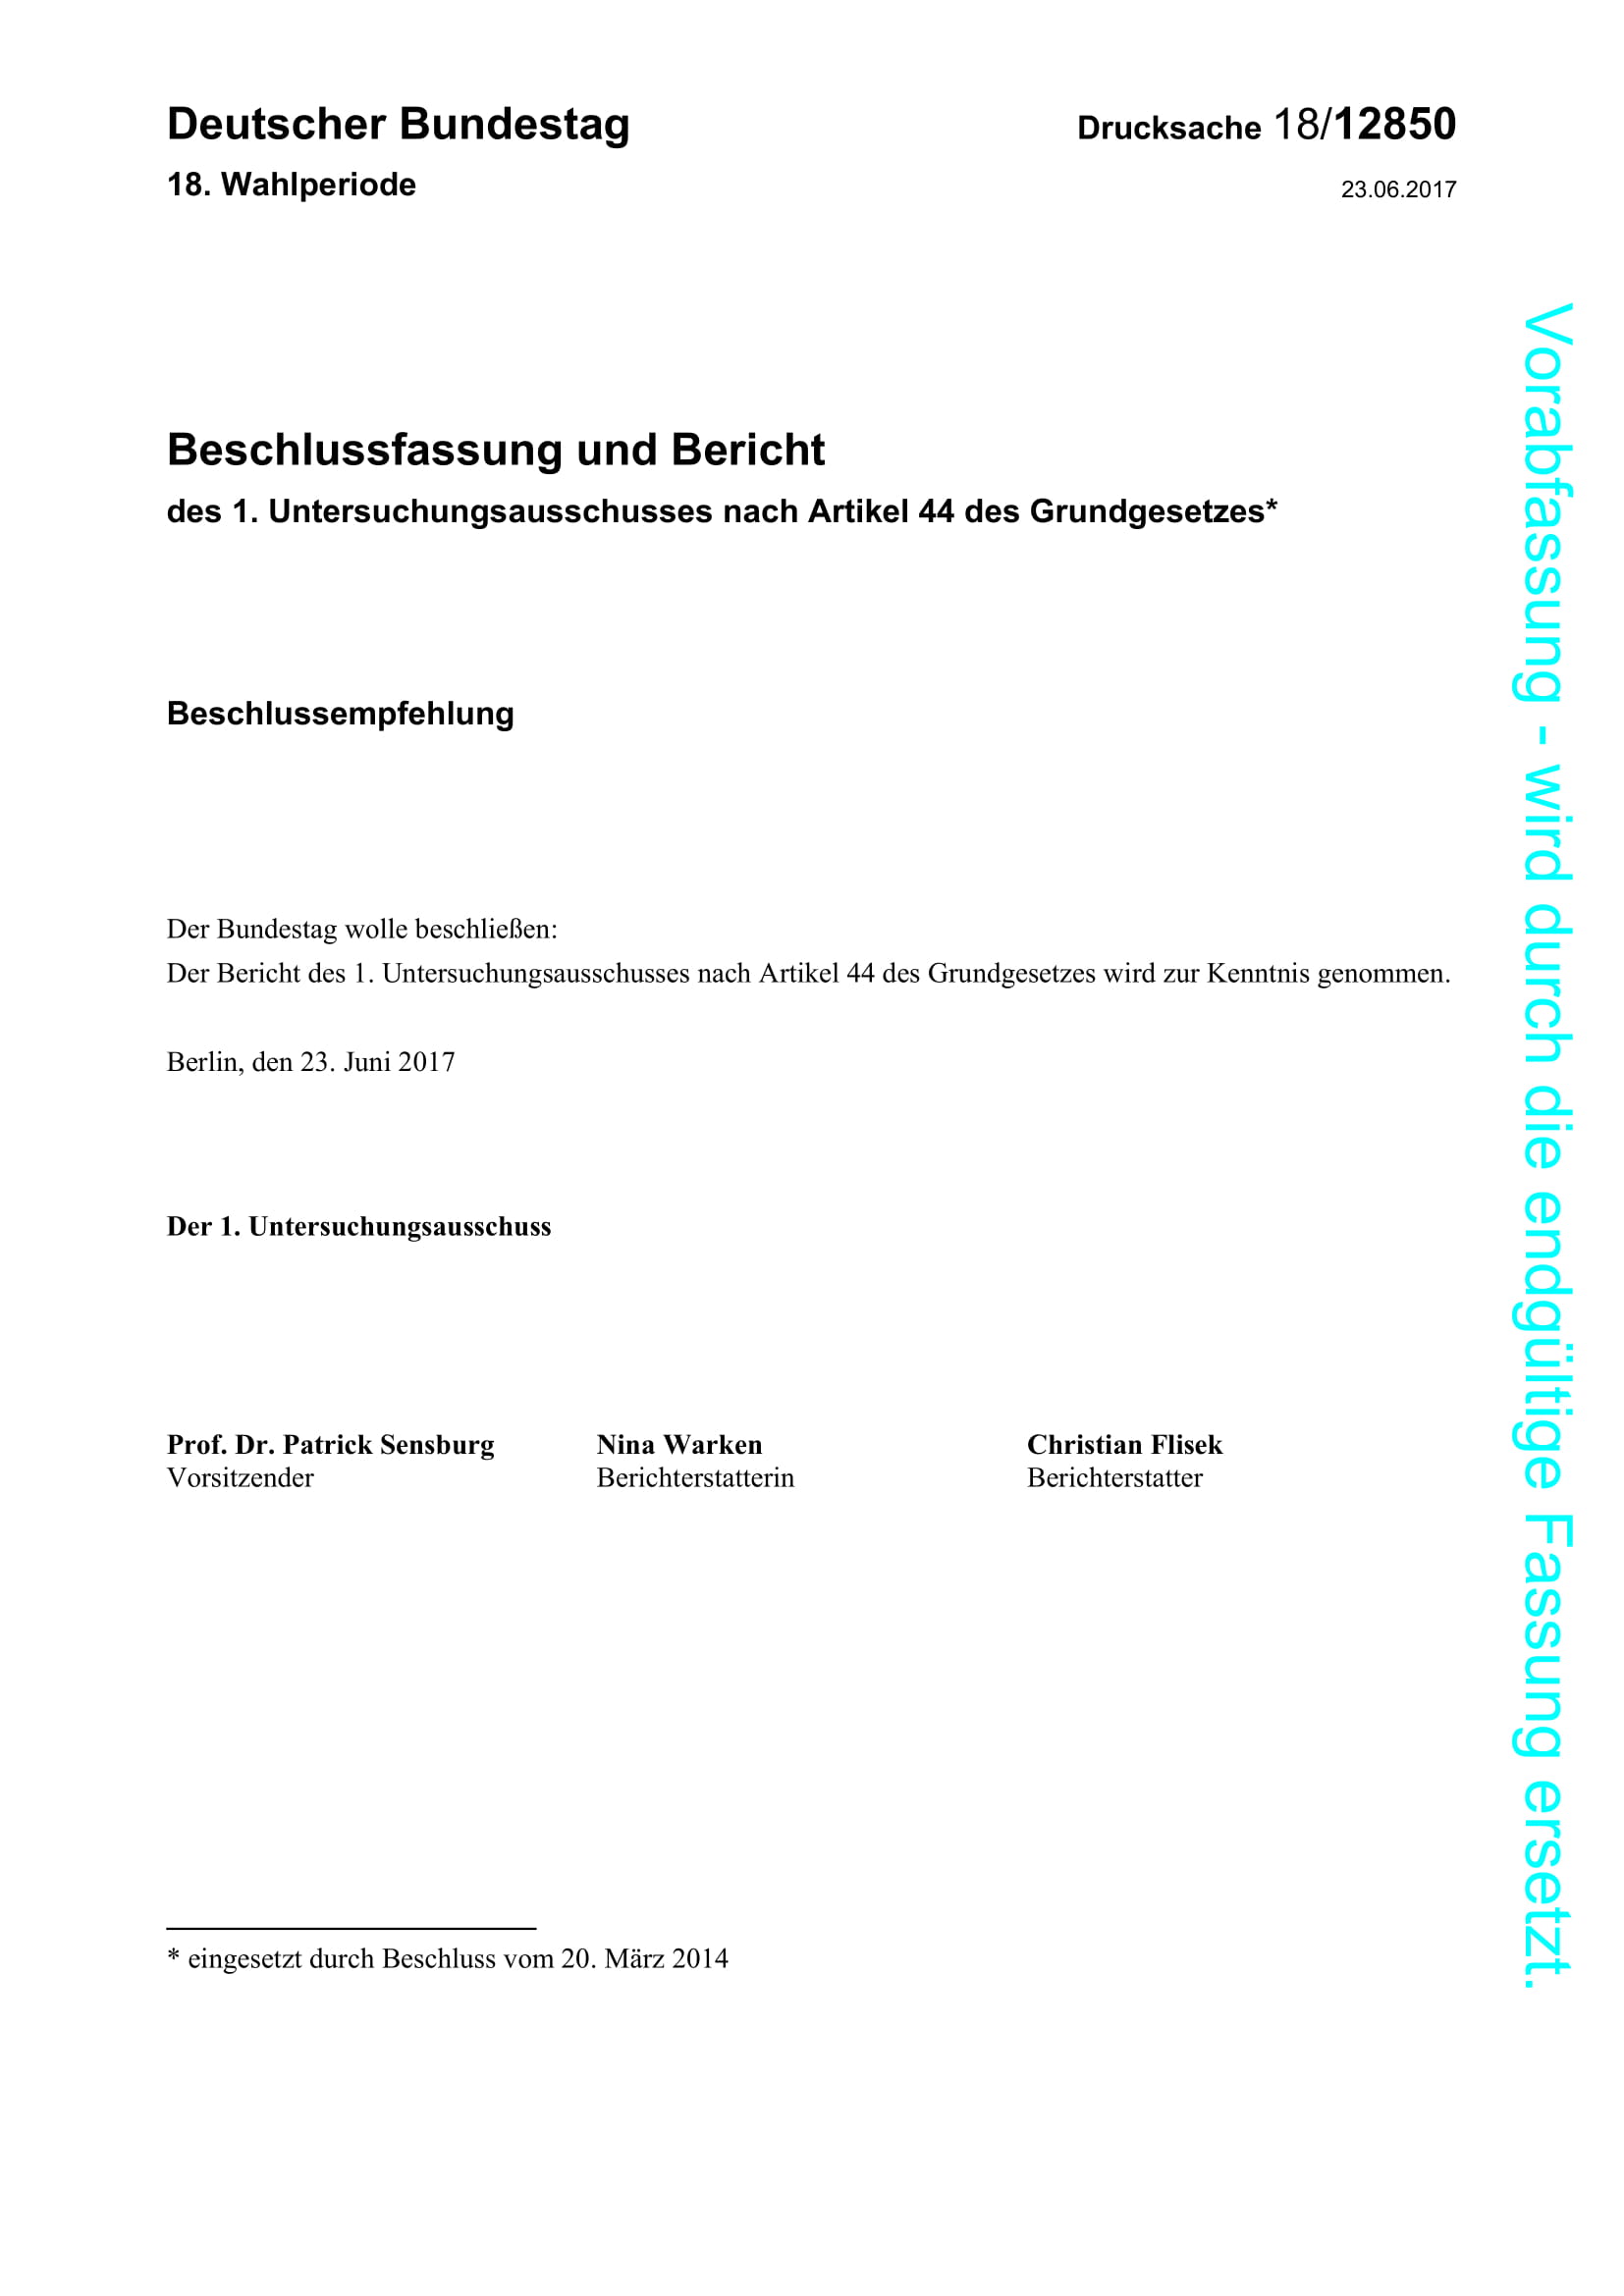 Deutscher Bundestag
Drucksache 18/12850
18. Wahlperiode
23.06.2017
Beschlussfassung und Bericht
des 1. Untersuchungsausschusses nach Artikel 44 des Grundgesetzes*
Beschlussempfehlung
Der Bundestag wolle beschließen:
Der Bericht des 1. Untersuchungsausschusses nach Artikel 44 des Grundgesetzes wird zur Kenntnis genommen.
Berlin, den 23. Juni 2017
Der 1. Untersuchungsausschuss
Prof. Dr. Patrick Sensburg
Vorsitzender
Nina Warken
Berichterstatterin
Christian Flisek
Berichterstatter
* eingesetzt durch Beschluss vom 20. März 2014
Vorabfassung - wird durch die endgültige Fassung ersetzt.